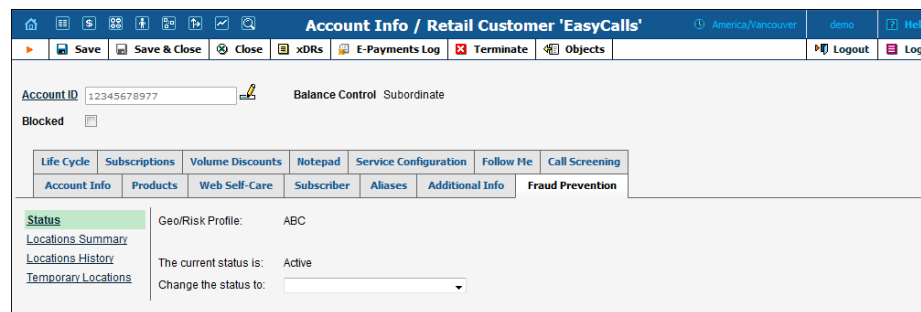 Account Info / Retail Customer 'EasyCalls' America/Vancouver demo ? Hel
Save Save & Close Close xDRs E-Payments Log Terminate Objects Logout Log
Account ID 12345678977 Balance Control Subordinate
Blocked
Life Cycle Subscriptions Volume Discounts Notepad Service Configuration Follow Me Call Screening
Account Info Products Web Self-Care Subscriber Aliases Additional Info Fraud Prevention
Status Geo/Risk Profile: ABC
Locations Summary
Locations History The current status is: Active
Temporary Locations Change the status to: